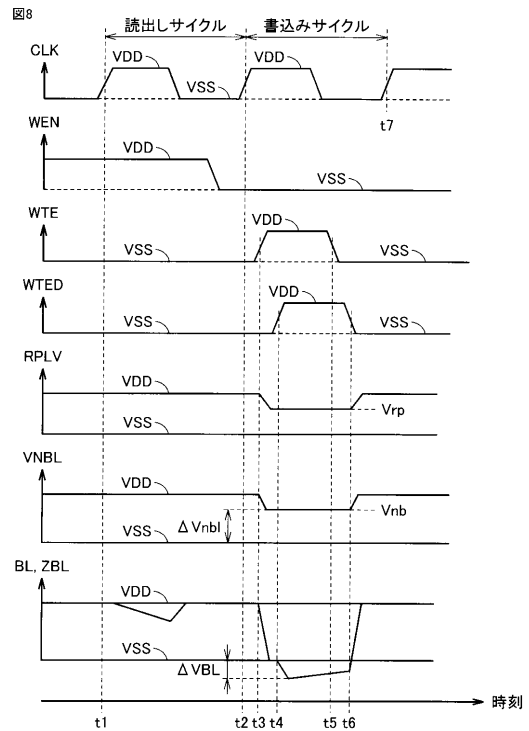 図8
読出しサイクル 書込みサイクル
CLK
VDD VDD
VSS
t7
WEN
VDD
VSS
WTE
VDD
VSS VSS
WTED
VDD
VSS VSS
RPLV
VDD
Vrp
VSS
VNBL
VDD
Vnb
ΔVnbl
VSS
BL, ZBL
VDD
VSS
ΔVBL
時刻
t1 t2 t3 t4 t5 t6